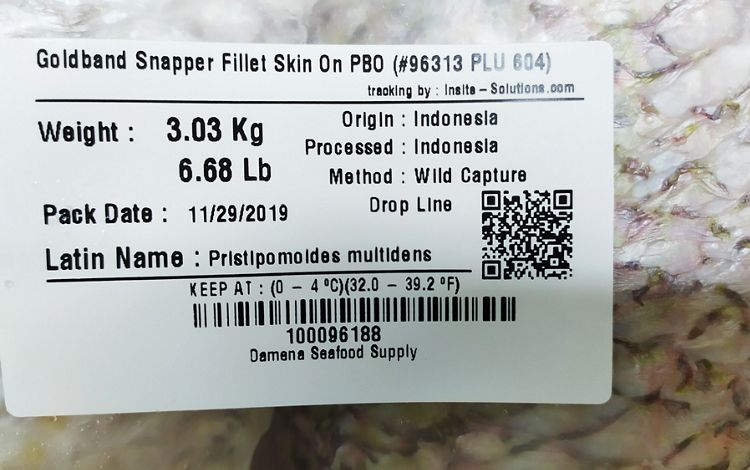 Goldband Snapper Fillet Skin On PBO (#96313 PLU 604)
tracking by : Insite - Solutions.com
Weight : 3.03 Kg
6.68 Lb
Origin : Indonesia
Processed : Indonesia
Method : Wild Capture
Drop Line
Pack Date : 11/29/2019
Latin Name : Pristipomoides multidens
KEEP AT : (0 - 4 ºC)(32.0 - 39.2 ºF)
100096188
Damena Seafood Supply